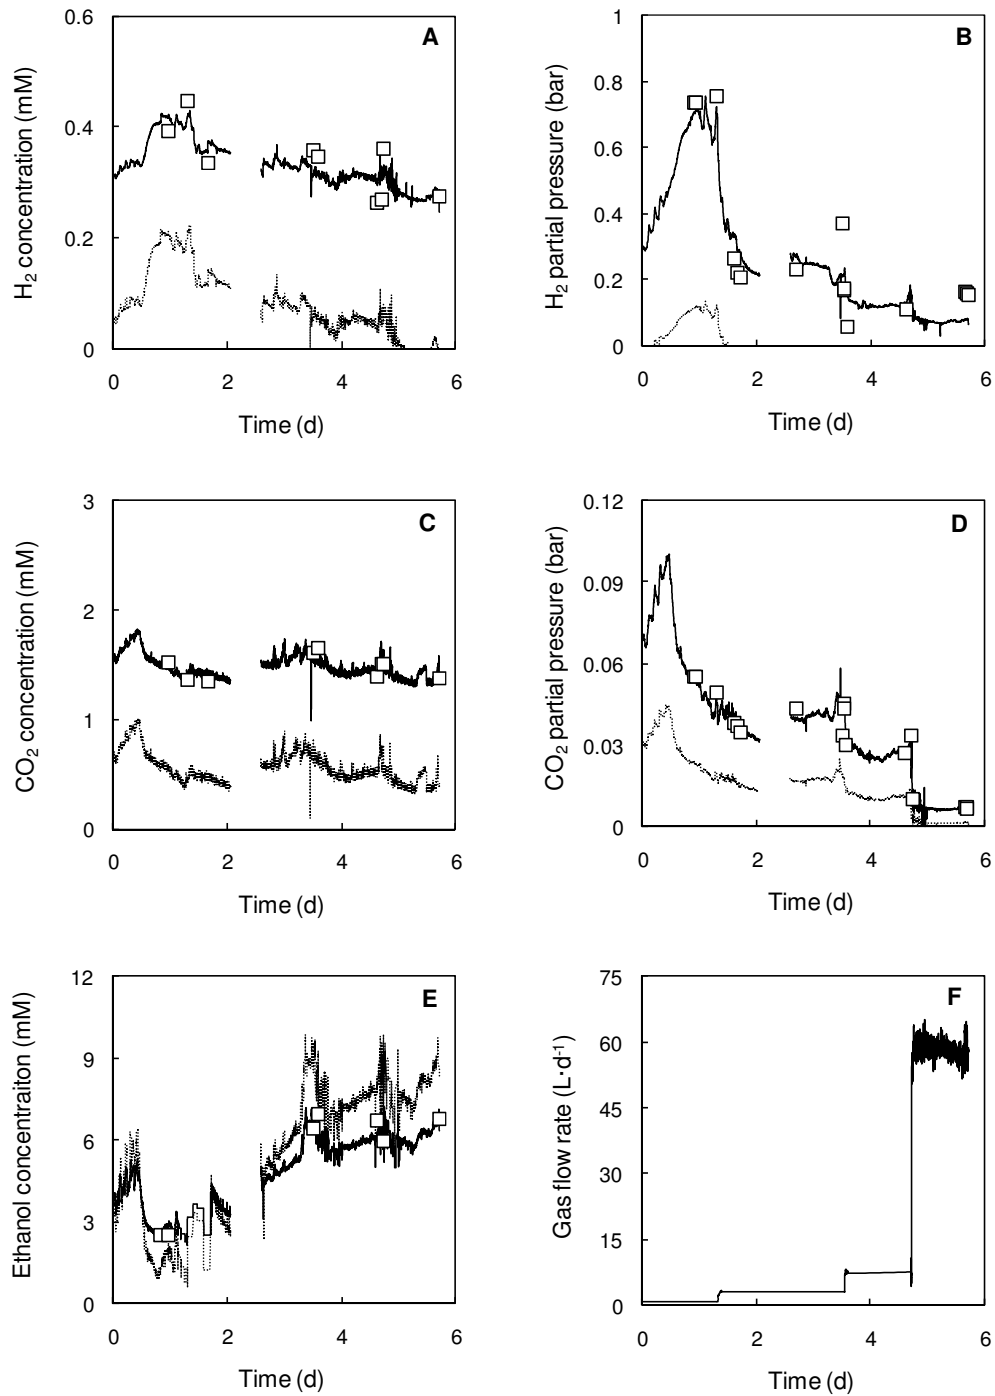 A
H₂ concentration (mM)
0.6
0.4
0.2
0
0 2 4 6
Time (d)
B
H₂ partial pressure (bar)
1
0.8
0.6
0.4
0.2
0
0 2 4 6
Time (d)
C
CO₂ concentration (mM)
3
2
1
0
0 2 4 6
Time (d)
D
CO₂ partial pressure (bar)
0.12
0.09
0.06
0.03
0
0 2 4 6
Time (d)
E
Ethanol concentraiton (mM)
12
9
6
3
0
0 2 4 6
Time (d)
F
Gas flow rate (L·d⁻¹)
75
60
45
30
15
0
0 2 4 6
Time (d)